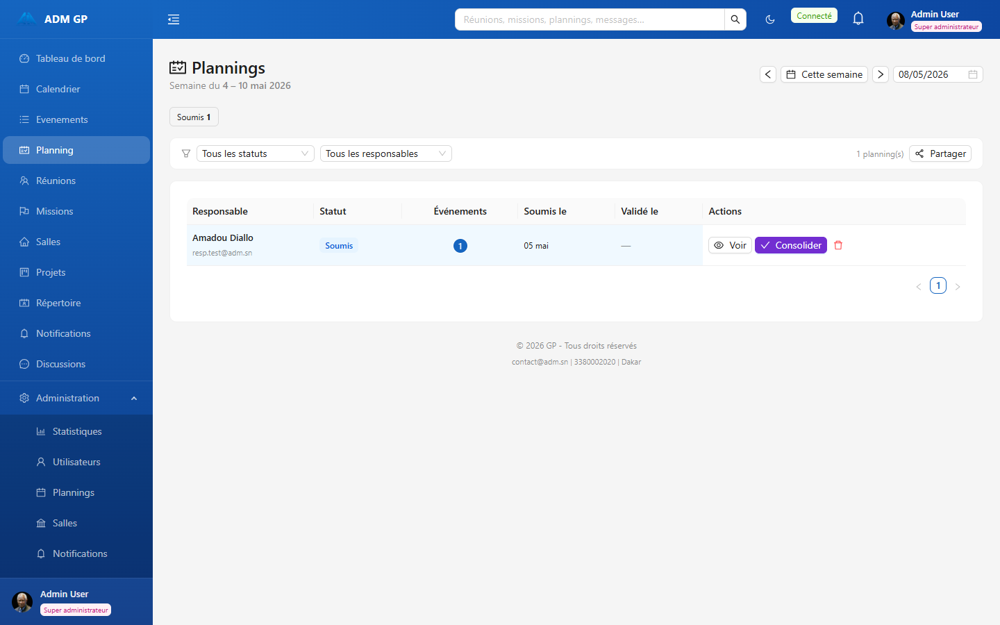 ADM GP
Réunions, missions, plannings, messages...
Connecté
Admin User
Super administrateur
Tableau de bord
Calendrier
Evenements
Planning
Réunions
Missions
Salles
Projets
Répertoire
Notifications
Discussions
Administration
Statistiques
Utilisateurs
Plannings
Salles
Notifications
Admin User
Super administrateur
Plannings
Semaine du 4 – 10 mai 2026
Cette semaine
08/05/2026
Soumis 1
Tous les statuts
Tous les responsables
1 planning(s)
Partager
Responsable Statut Événements Soumis le Validé le Actions
Amadou Diallo
resp.test@adm.sn
Soumis
1
05 mai
—
Voir
Consolider
1
© 2026 GP - Tous droits réservés
contact@adm.sn | 3380002020 | Dakar